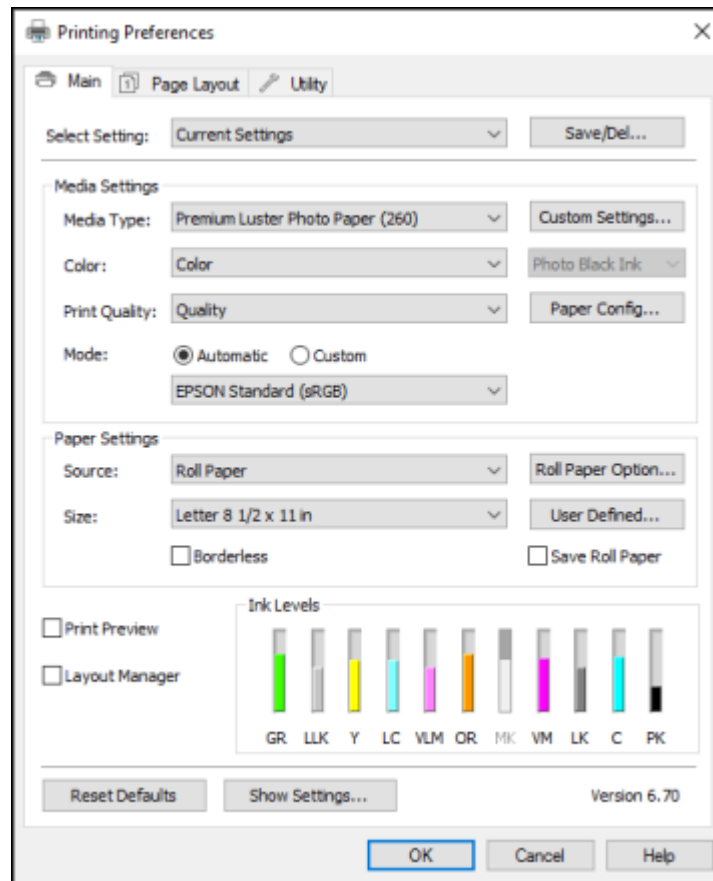 Printing Preferences
Main 1 Page Layout Utility
Select Setting: Current Settings Save/Del...
Media Settings
Media Type: Premium Luster Photo Paper (260) Custom Settings...
Color: Color Photo Black Ink
Print Quality: Quality Paper Config...
Mode: Automatic Custom
EPSON Standard (sRGB)
Paper Settings
Source: Roll Paper Roll Paper Option...
Size: Letter 8 1/2 x 11 in User Defined...
Borderless Save Roll Paper
Ink Levels
Print Preview
Layout Manager
GR LLK Y LC VLM OR MK VM LK C PK
Reset Defaults Show Settings... Version 6.70
OK Cancel Help